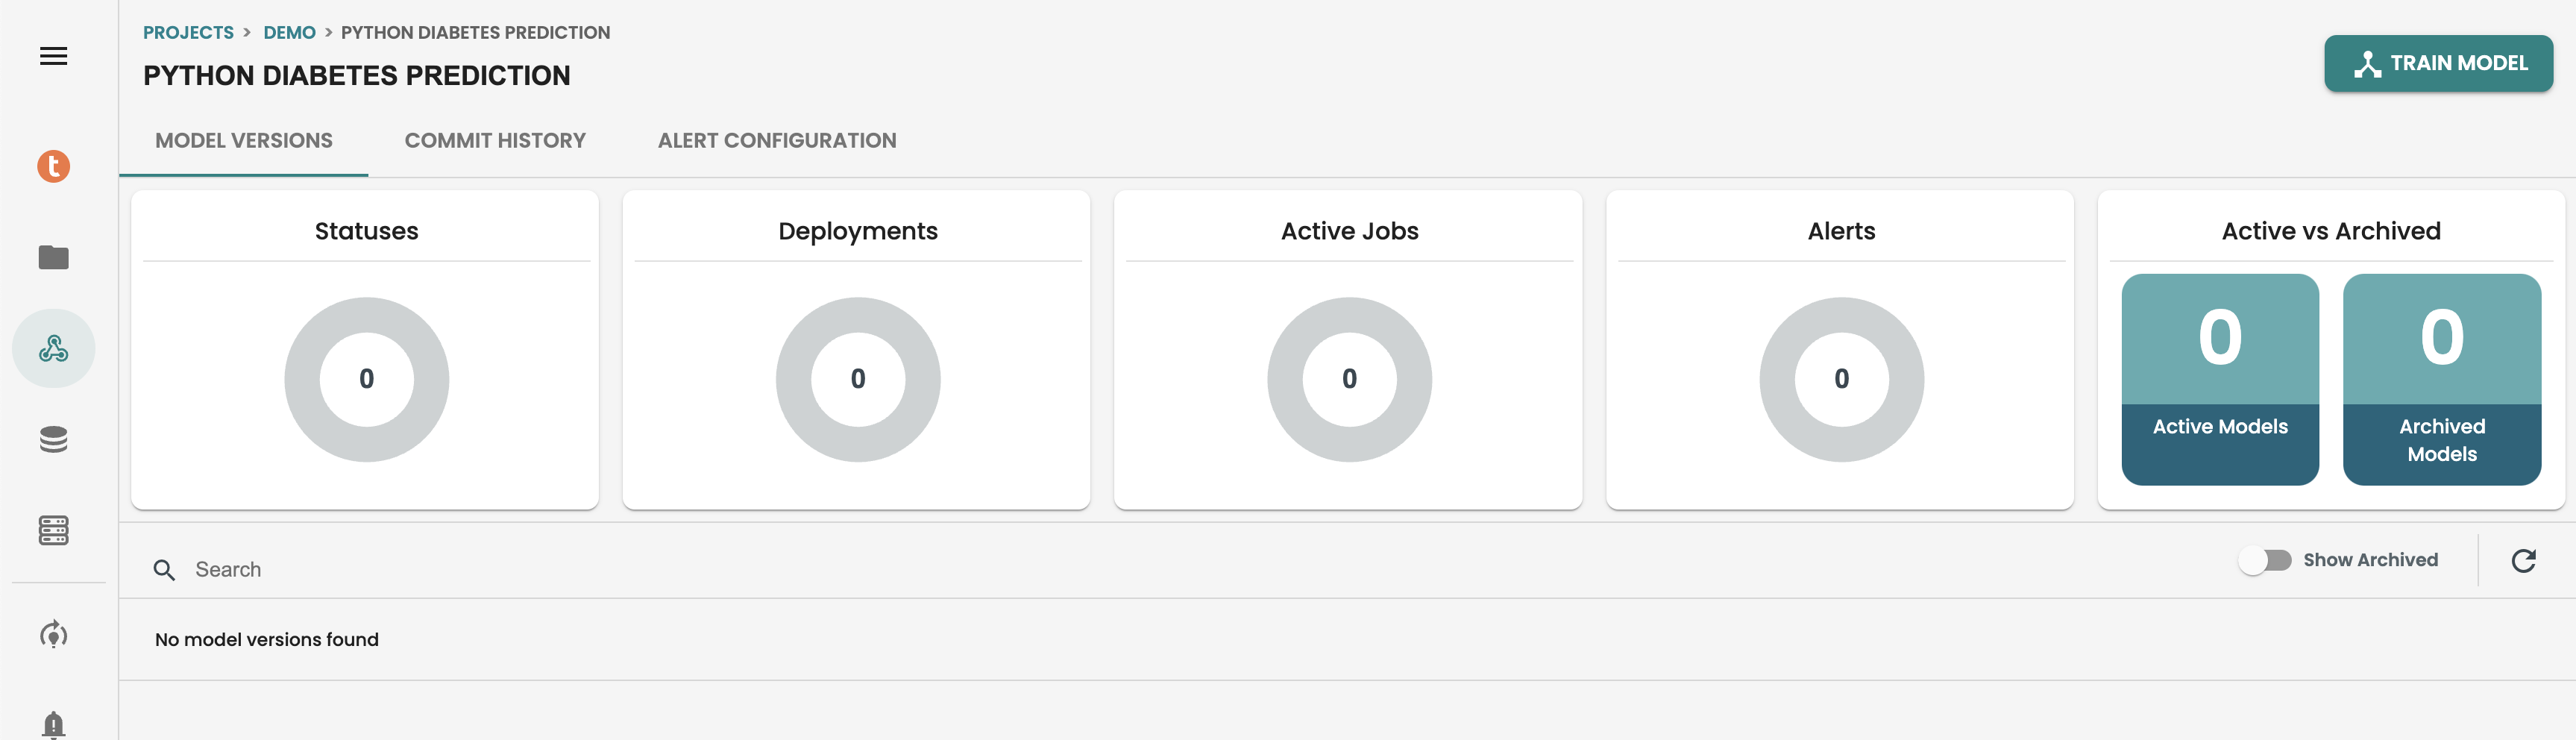 PROJECTS > DEMO > PYTHON DIABETES PREDICTION
PYTHON DIABETES PREDICTION
TRAIN MODEL
MODEL VERSIONS
COMMIT HISTORY
ALERT CONFIGURATION
t
Statuses
0
Deployments
0
Active Jobs
0
Alerts
0
Active vs Archived
0
Active Models
0
Archived
Models
Search
Show Archived
No model versions found